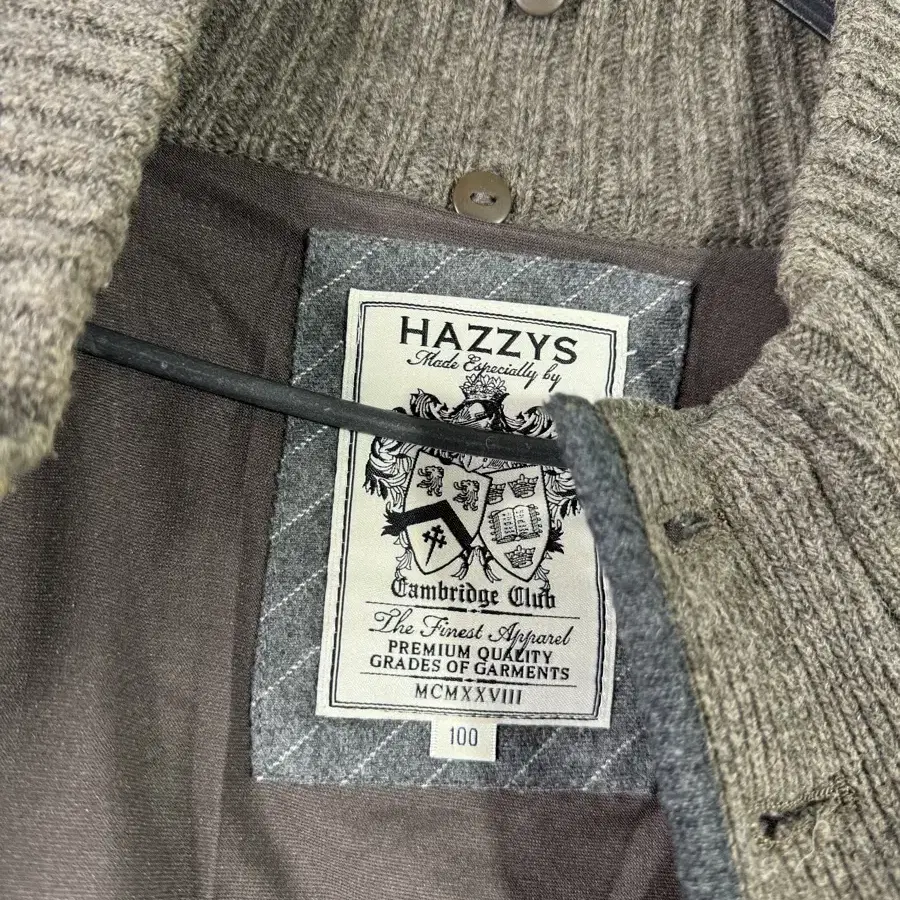 HAZZYS
Made Especially by
Cambridge Club
The Finest Apparel
PREMIUM QUALITY
GRADES OF GARMENTS
MCMXXVIII
100